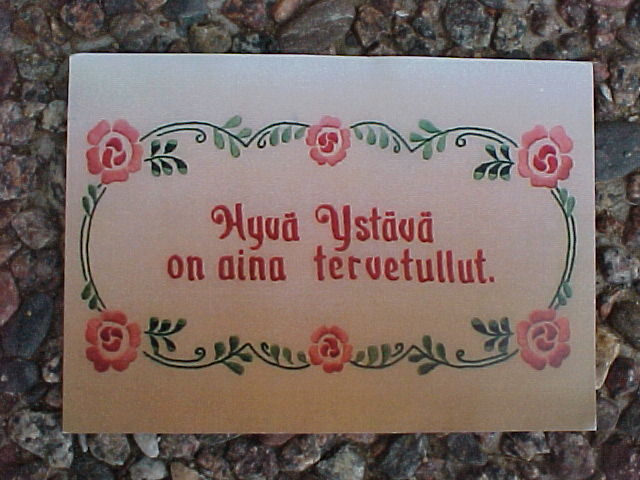 Hyvä Ystävä
on aina tervetullut.